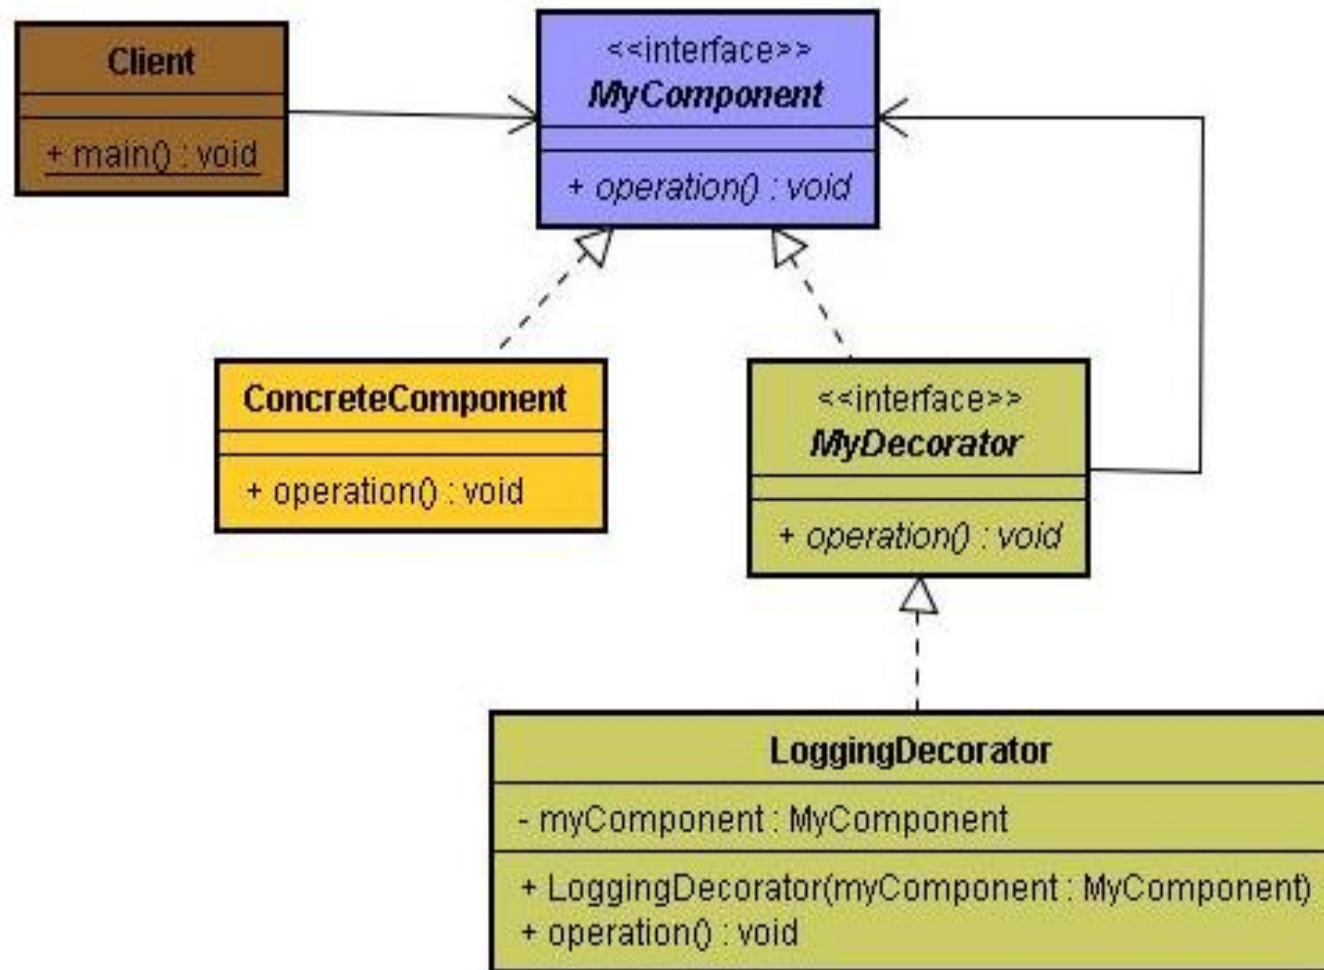 Client
+ main() : void
<<interface>>
MyComponent
+ operation() : void
ConcreteComponent
+ operation() : void
<<interface>>
MyDecorator
+ operation() : void
LoggingDecorator
- myComponent : MyComponent
+ LoggingDecorator(myComponent : MyComponent)
+ operation() : void